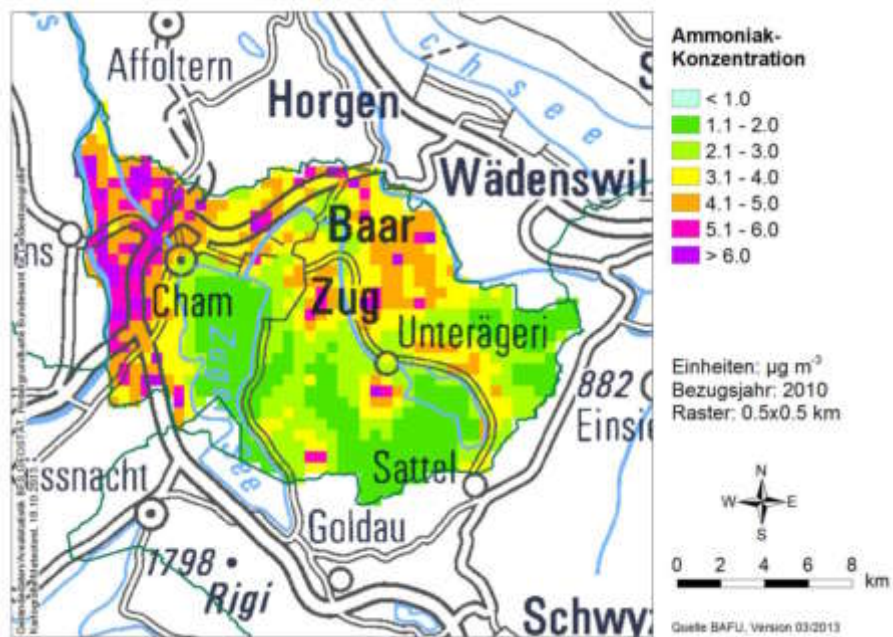 Affoltern
Horgen
c h s e e
S
Wädenswil
Baar
ns
Cham
Zug
Unterägeri
Zug
882
Einsie
ssnacht
ee
Sattel
Goldau
1798
Rigi
Schwyz
Ammoniak-
Konzentration
< 1.0
1.1 - 2.0
2.1 - 3.0
3.1 - 4.0
4.1 - 5.0
5.1 - 6.0
> 6.0
Einheiten: µg m-3
Bezugsjahr: 2010
Raster: 0.5x0.5 km
N
W E
S
0 2 4 6 8
km
Quelle BAFU, Version 03/2013